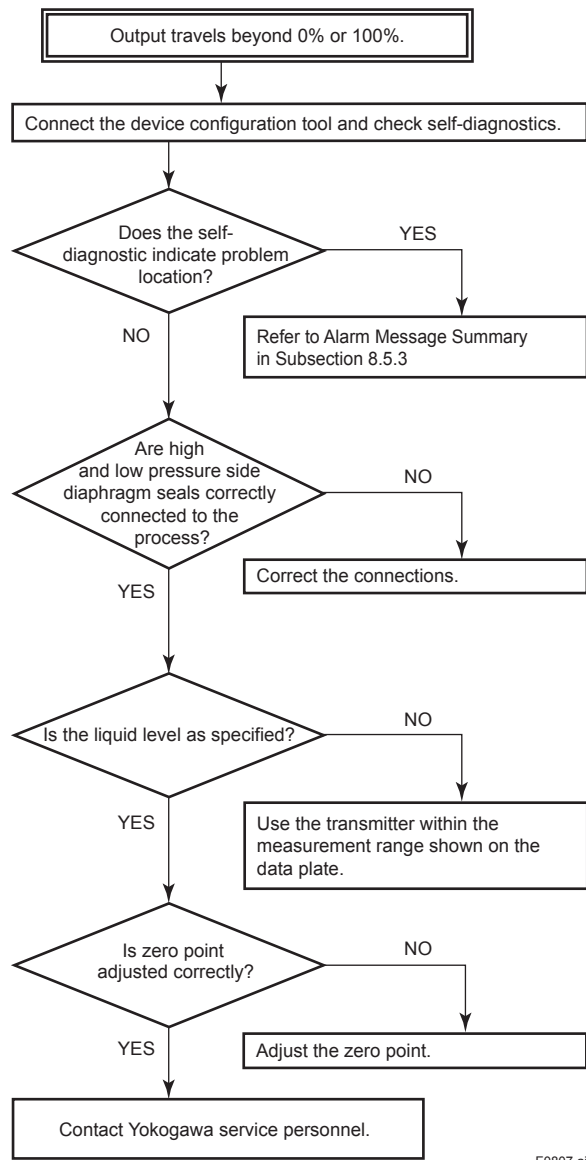 Output travels beyond 0% or 100%.
Connect the device configuration tool and check self-diagnostics.
Does the self-
diagnostic indicate problem
location?
YES
NO
Refer to Alarm Message Summary
in Subsection 8.5.3
Are high
and low pressure side
diaphragm seals correctly
connected to the
process?
NO
YES
Correct the connections.
Is the liquid level as specified?
NO
YES
Use the transmitter within the
measurement range shown on the
data plate.
Is zero point
adjusted correctly?
NO
YES
Adjust the zero point.
Contact Yokogawa service personnel.